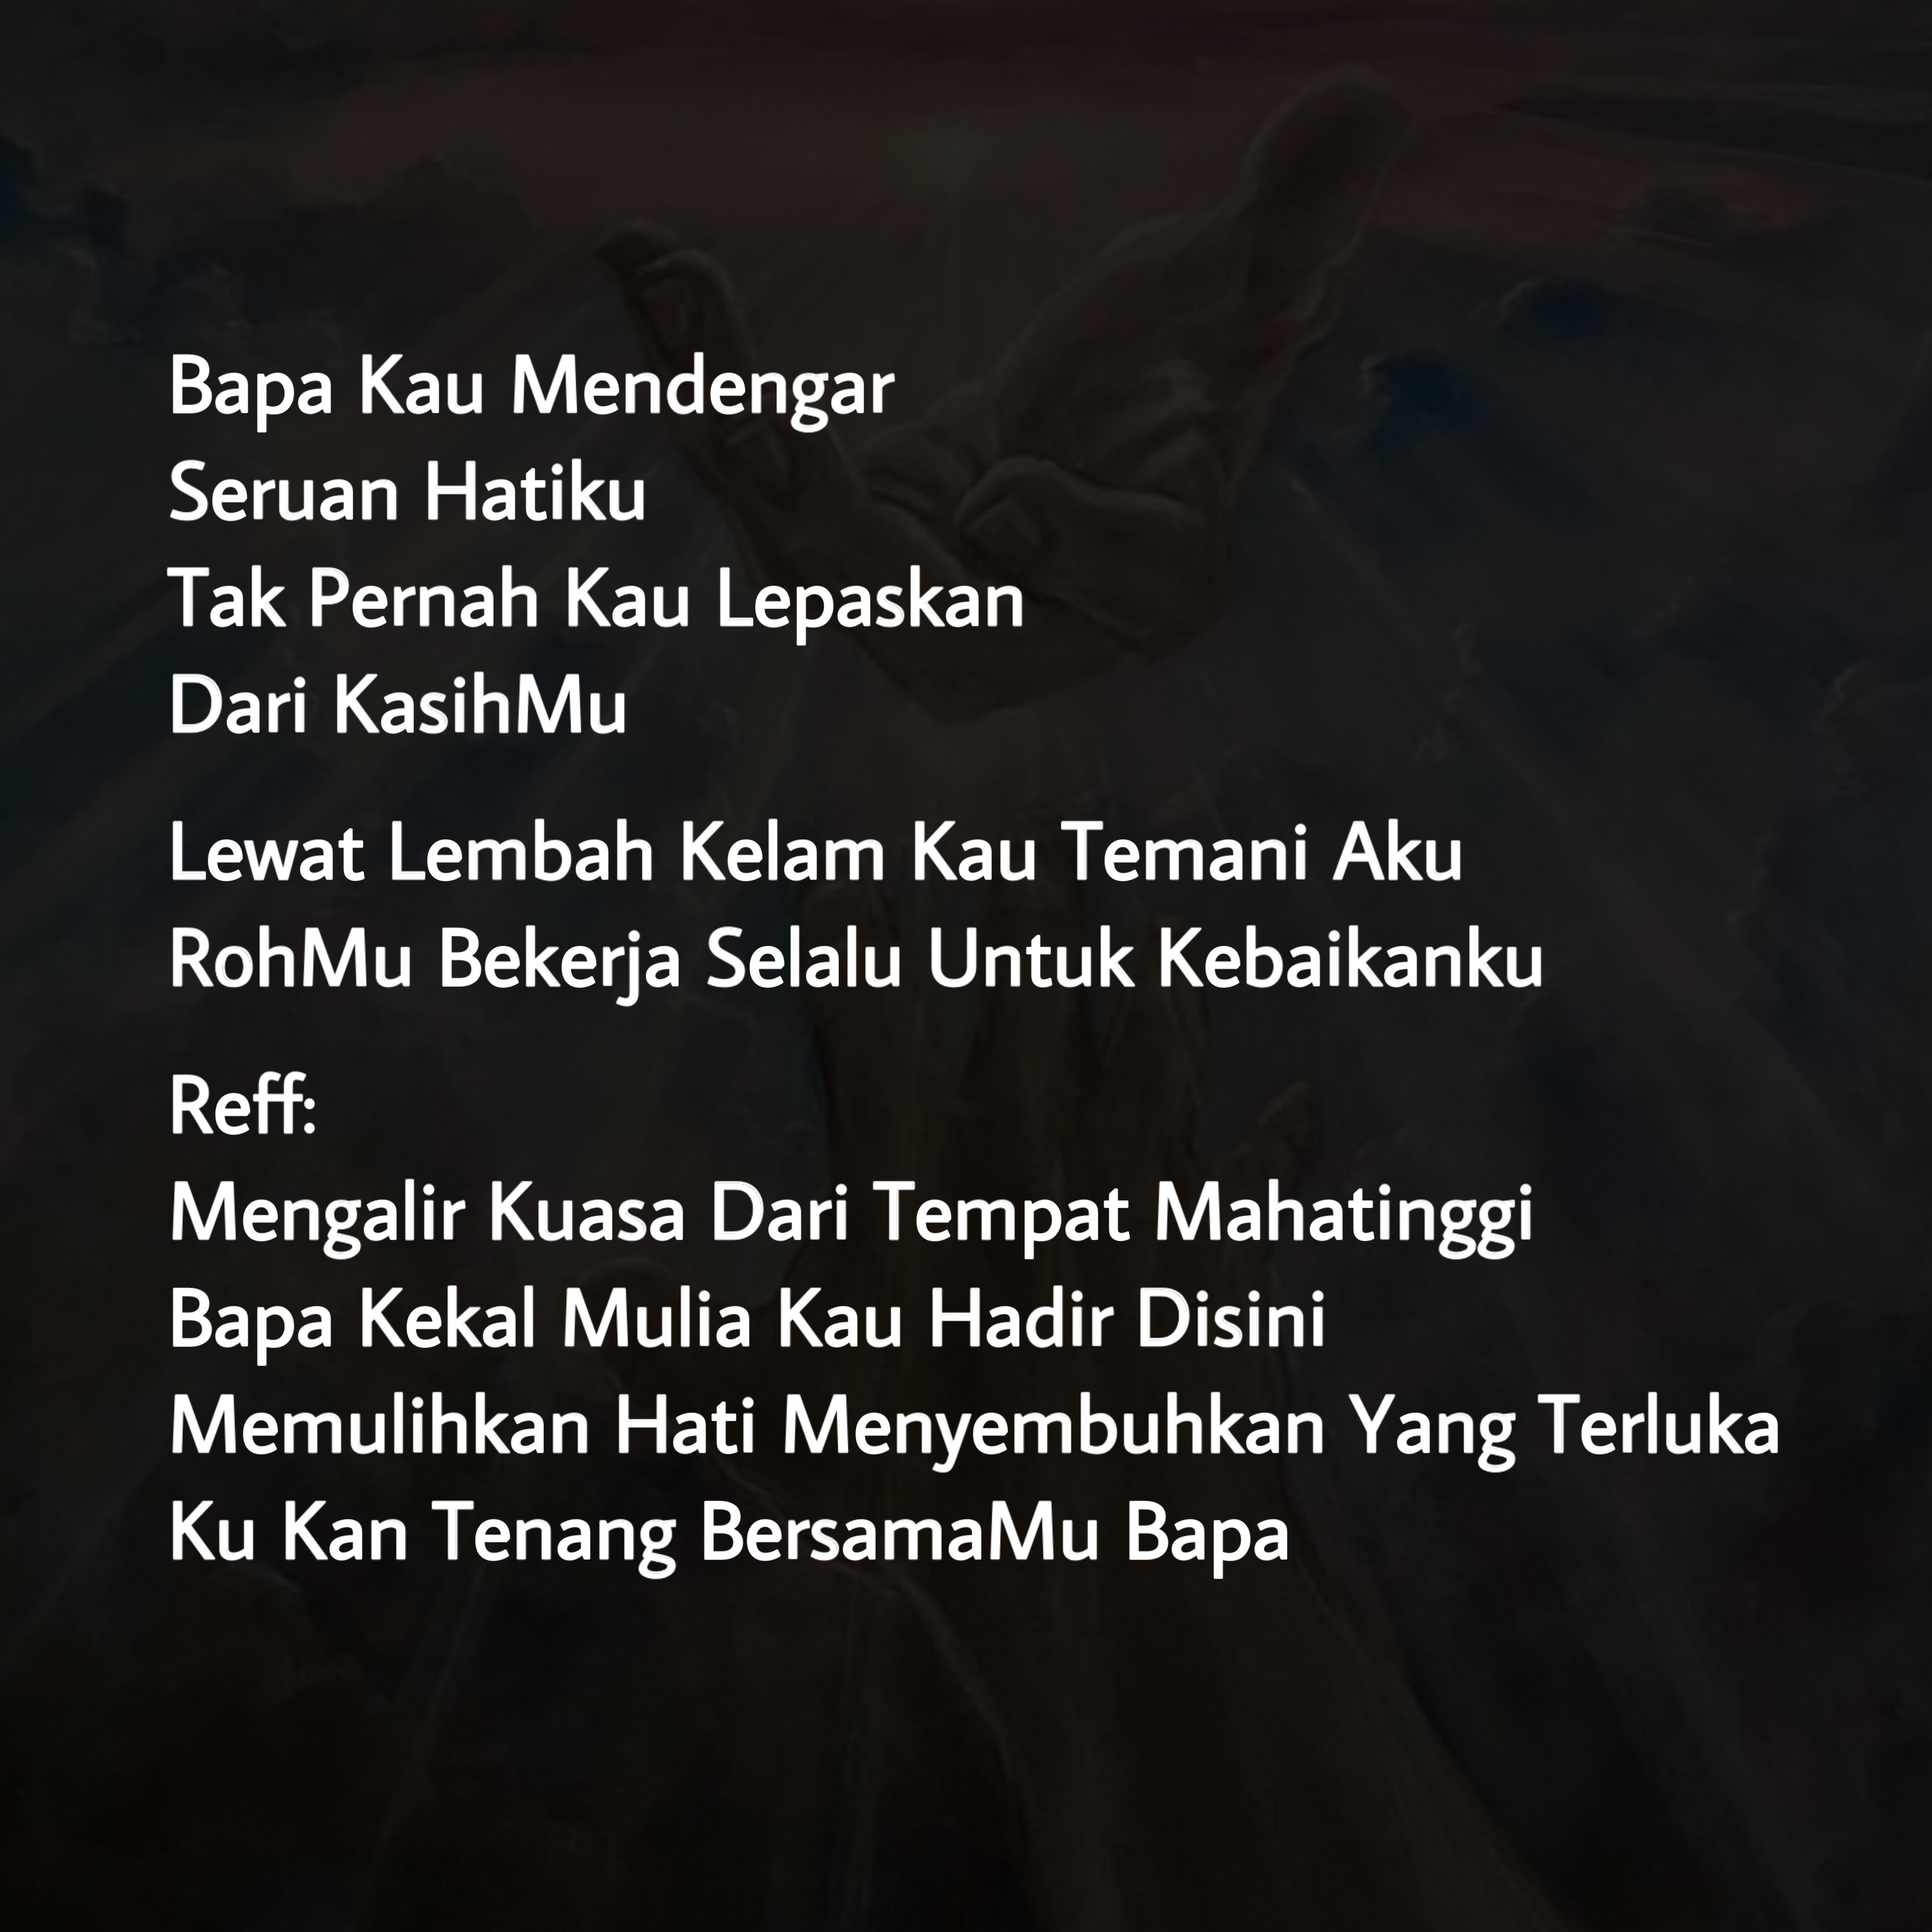 Bapa Kau Mendengar
Seruan Hatiku
Tak Pernah Kau Lepaskan
Dari KasihMu
Lewat Lembah Kelam Kau Temani Aku
RohMu Bekerja Selalu Untuk Kebaikanku
Reff:
Mengalir Kuasa Dari Tempat Mahatinggi
Bapa Kekal Mulia Kau Hadir Disini
Memulihkan Hati Menyembuhkan Yang Terluka
Ku Kan Tenang BersamaMu Bapa